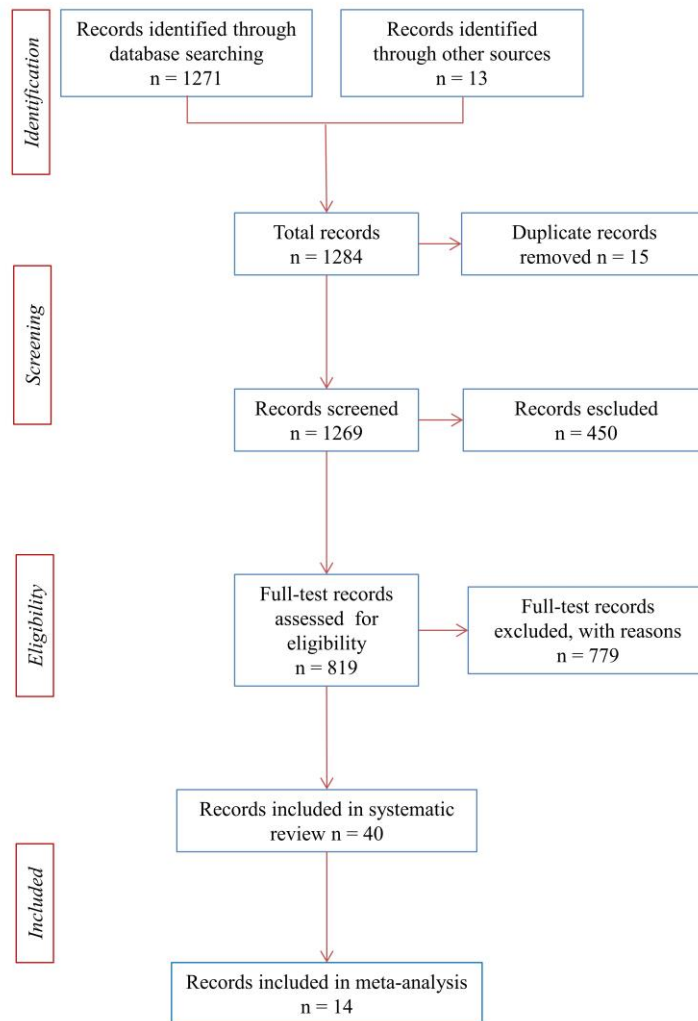 Identification
Records identified through
database searching
n = 1271
Records identified
through other sources
n = 13
Total records
n = 1284
Duplicate records
removed n = 15
Screening
Records screened
n = 1269
Records escluded
n = 450
Eligibility
Full-test records
assessed for
eligibility
n = 819
Full-test records
excluded, with reasons
n = 779
Records included in systematic
review n = 40
Included
Records included in meta-analysis
n = 14